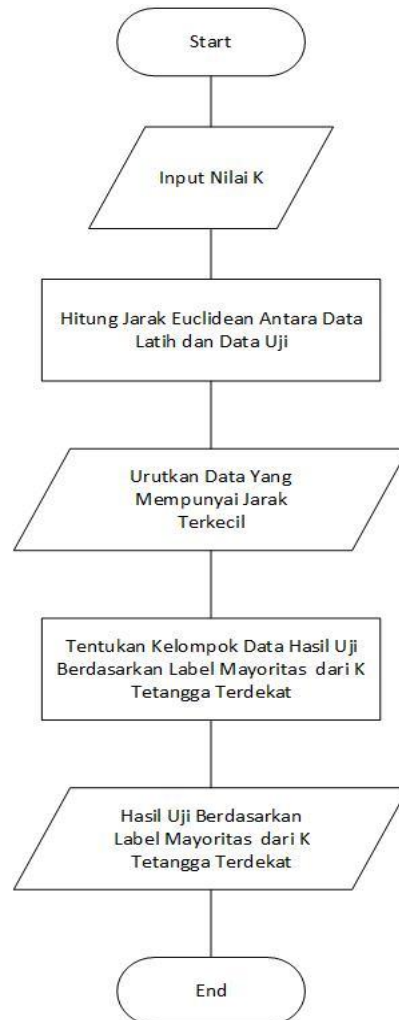 Start
Input Nilai K
Hitung Jarak Euclidean Antara Data
Latih dan Data Uji
Urutkan Data Yang
Mempunyai Jarak
Terkecil
Tentukan Kelompok Data Hasil Uji
Berdasarkan Label Mayoritas dari K
Tetangga Terdekat
Hasil Uji Berdasarkan
Label Mayoritas dari K
Tetangga Terdekat
End